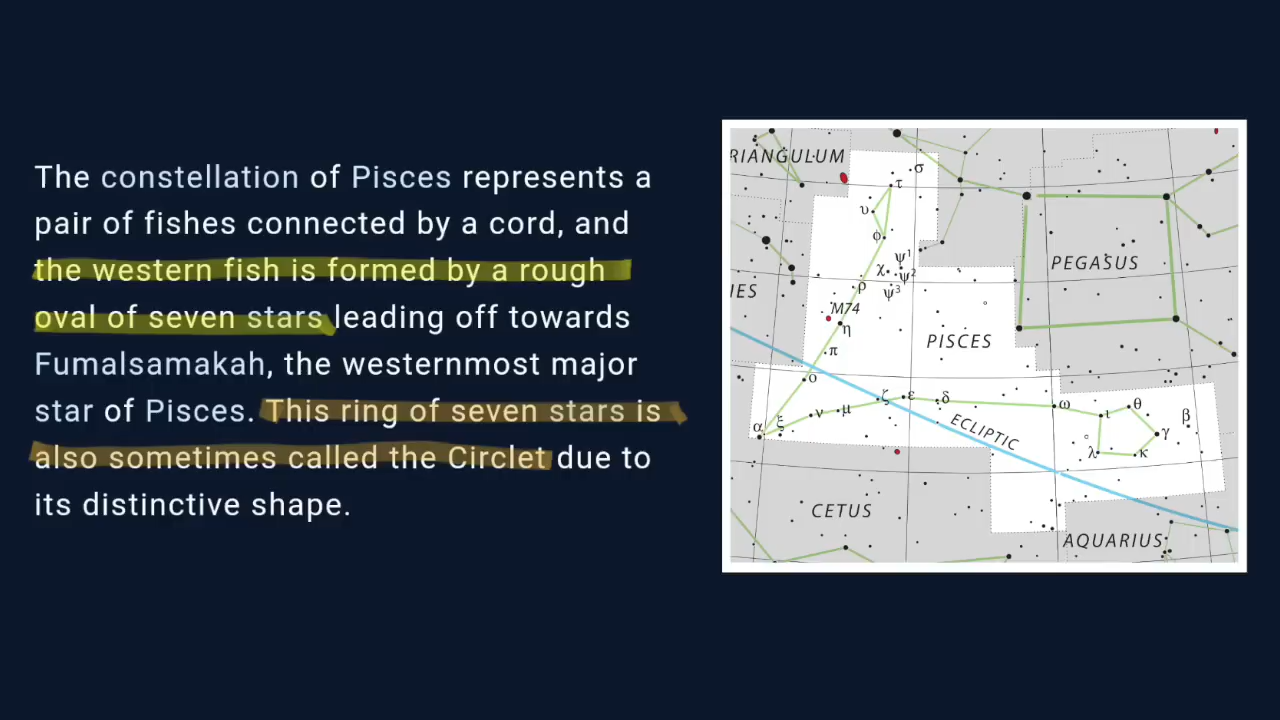 The constellation of Pisces represents a
pair of fishes connected by a cord, and
the western fish is formed by a rough
oval of seven stars leading off towards
Fumalsamakah, the westernmost major
star of Pisces. This ring of seven stars is
also sometimes called the Circlet due to
its distinctive shape.
RIANGULUM
σ
τ
υ
φ
ψ¹
χ
ψ²
ρ
ψ³
PEGASUS
IES
M74
η
π
PISCES
ο
ζ
ε
δ
ω
θ
ι
β
ν
μ
ξ
α
ECLIPTIC
γ
λ
κ
CETUS
AQUARIUS